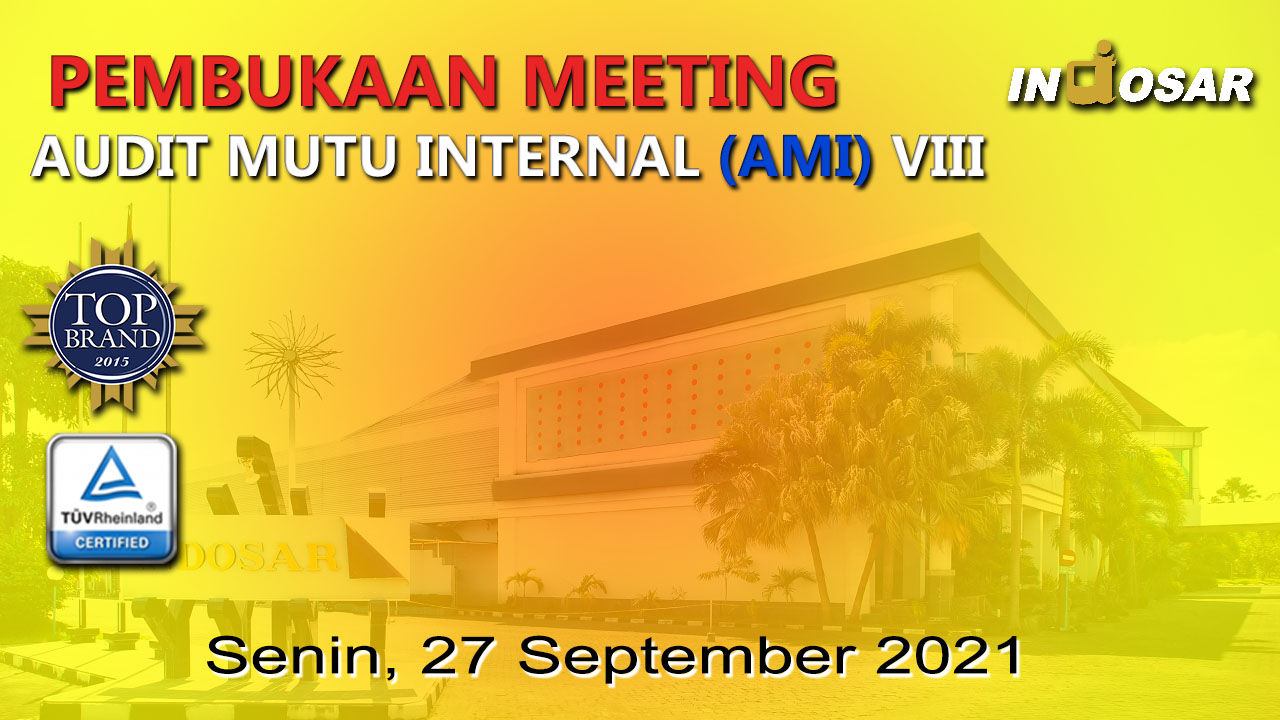 PEMBUKAAN MEETING
INDOSAR
AUDIT MUTU INTERNAL (AMI) VIII
TOP
BRAND
2015
TÜVRheinland®
CERTIFIED
DOSAR
Senin, 27 September 2021